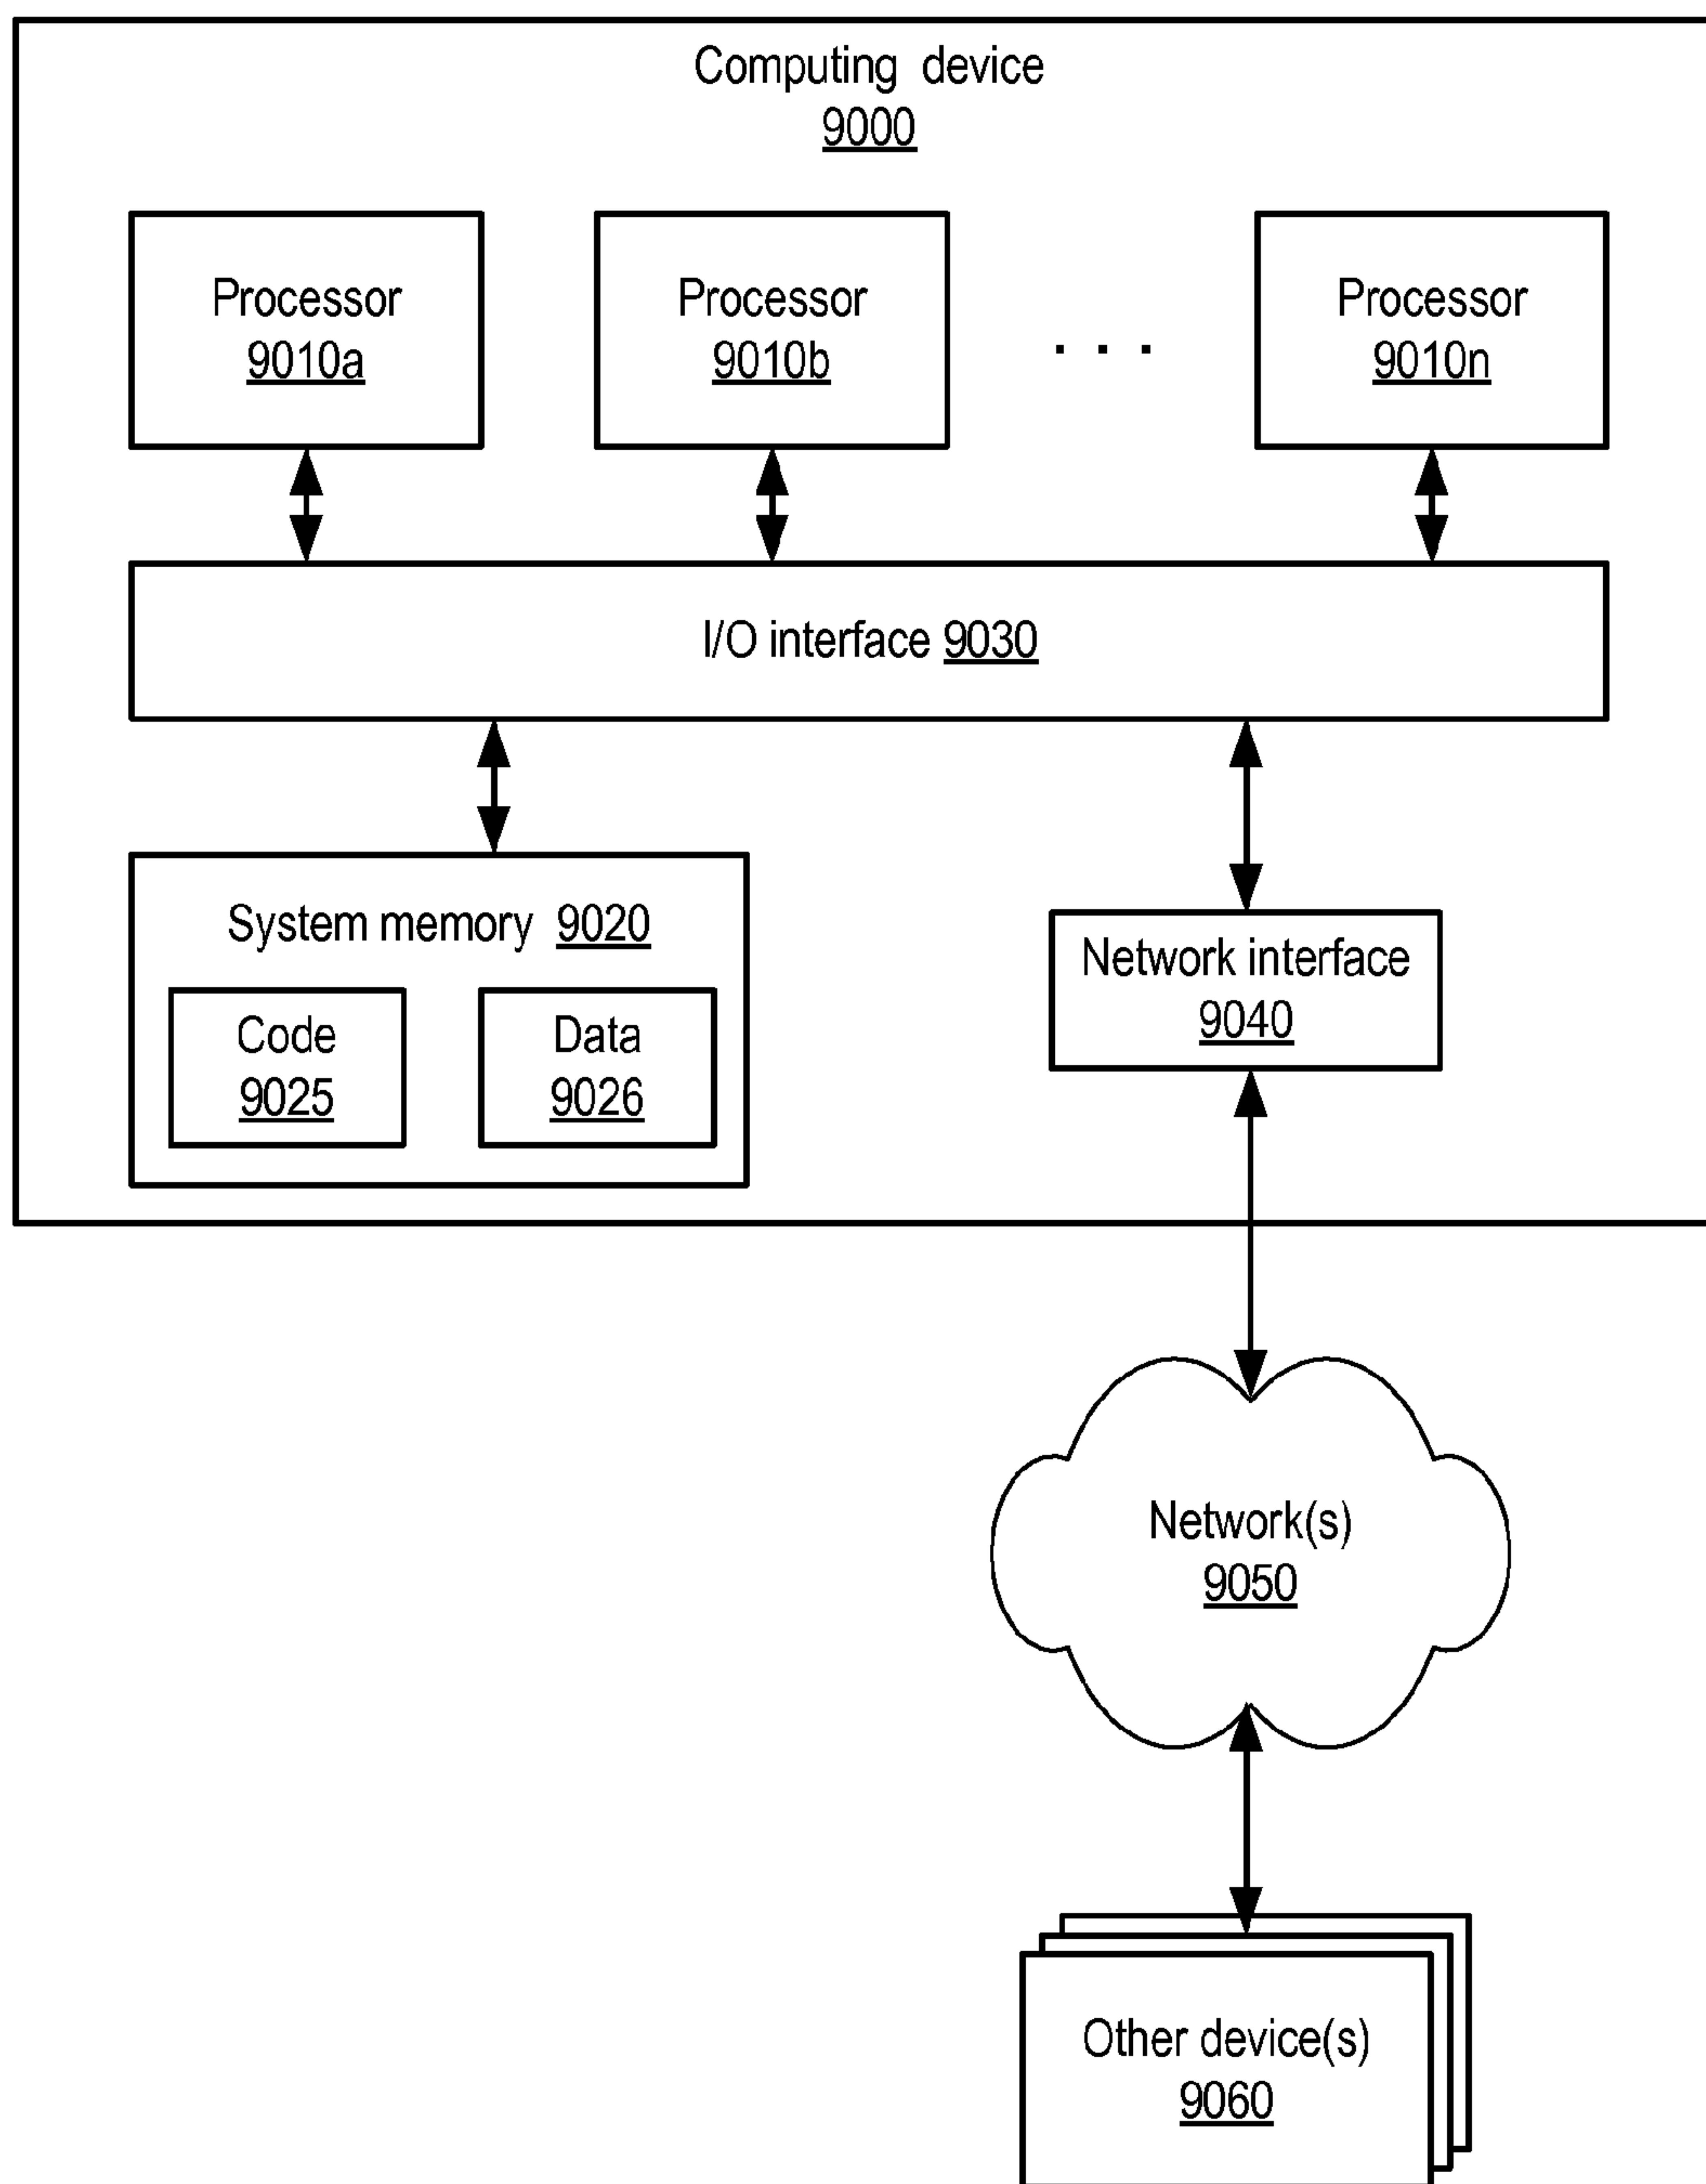 Computing device
9000
Processor
9010a
Processor
9010b
. . .
Processor
9010n
I/O interface 9030
System memory 9020
Code
9025
Data
9026
Network interface
9040
Network(s)
9050
Other device(s)
9060